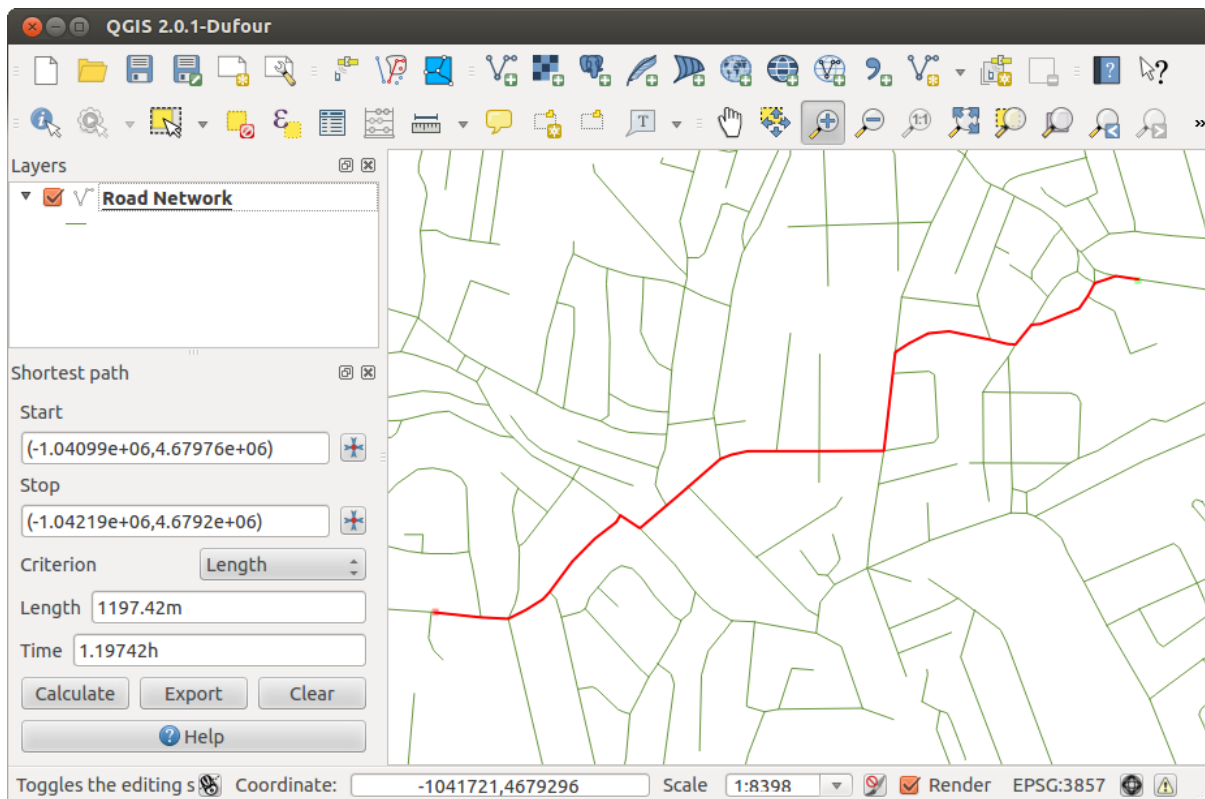 QGIS 2.0.1-Dufour
Layers
Road Network
Shortest path
Start
(-1.04099e+06,4.67976e+06)
Stop
(-1.04219e+06,4.6792e+06)
Criterion Length
Length 1197.42m
Time 1.19742h
Calculate Export Clear
Help
Toggles the editing s Coordinate: -1041721,4679296 Scale 1:8398 Render EPSG:3857